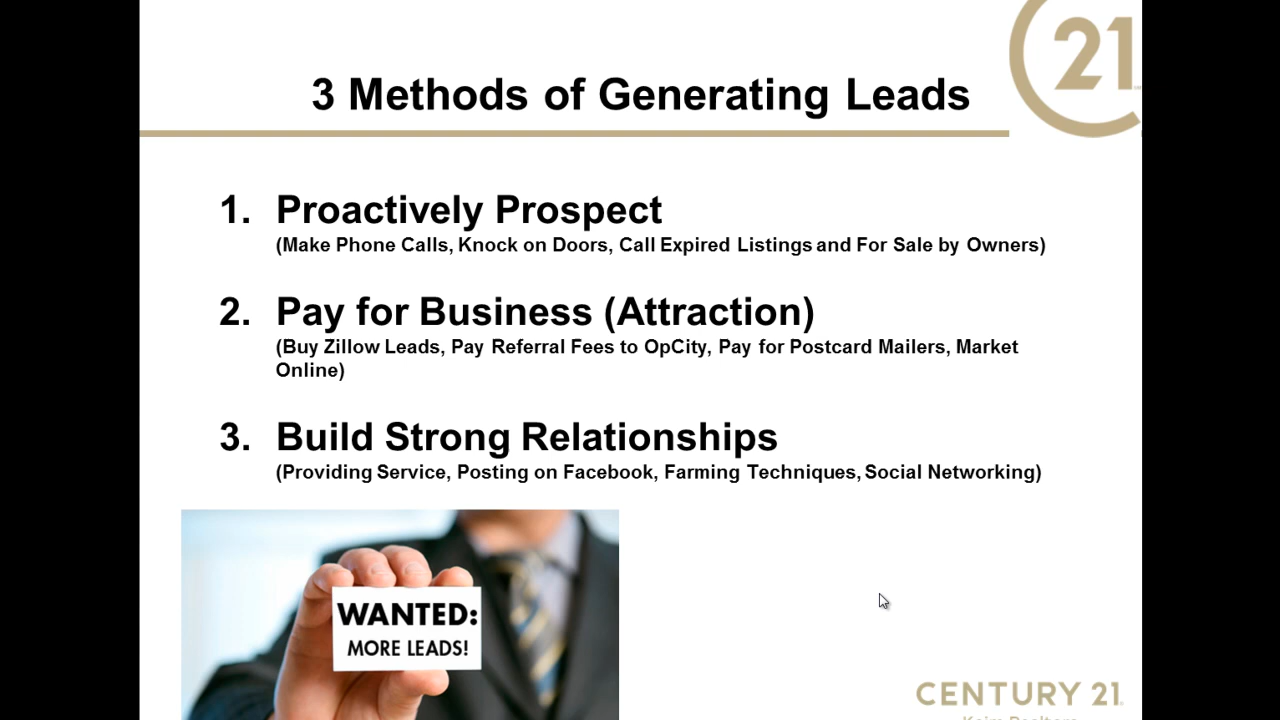 21
3 Methods of Generating Leads
1. Proactively Prospect
(Make Phone Calls, Knock on Doors, Call Expired Listings and For Sale by Owners)
2. Pay for Business (Attraction)
(Buy Zillow Leads, Pay Referral Fees to OpCity, Pay for Postcard Mailers, Market
Online)
3. Build Strong Relationships
(Providing Service, Posting on Facebook, Farming Techniques, Social Networking)
WANTED:
MORE LEADS!
CENTURY 21